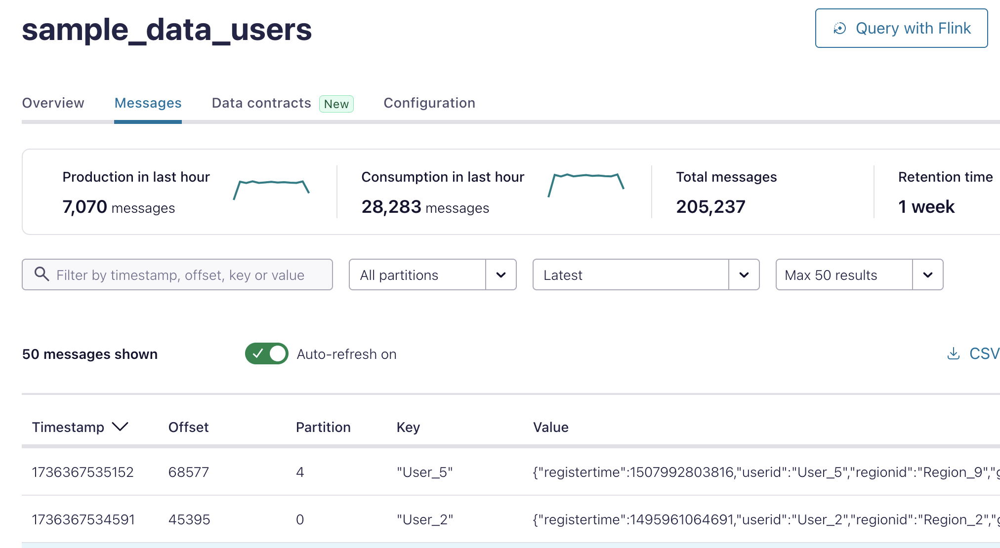 sample_data_users
Query with Flink
Overview Messages Data contracts New Configuration
Production in last hour
7,070 messages
Consumption in last hour
28,283 messages
Total messages
205,237
Retention time
1 week
Filter by timestamp, offset, key or value
All partitions
Latest
Max 50 results
50 messages shown
Auto-refresh on
CSV
Timestamp Offset Partition Key Value
1736367535152 68577 4 "User_5" {"registertime":1507992803816,"userid":"User_5","regionid":"Region_9","g
1736367534591 45395 0 "User_2" {"registertime":1495961064691,"userid":"User_2","regionid":"Region_2","g